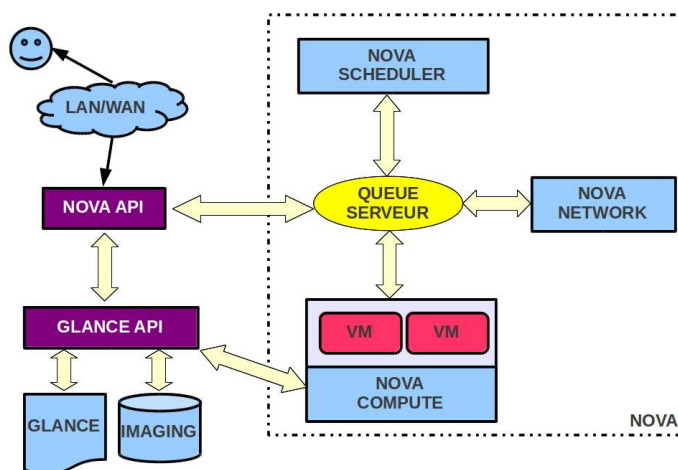 NOVA
SCHEDULER
LAN/WAN
NOVA API
QUEUE
SERVEUR
NOVA
NETWORK
GLANCE API
VM
VM
NOVA
COMPUTE
GLANCE
IMAGING
NOVA